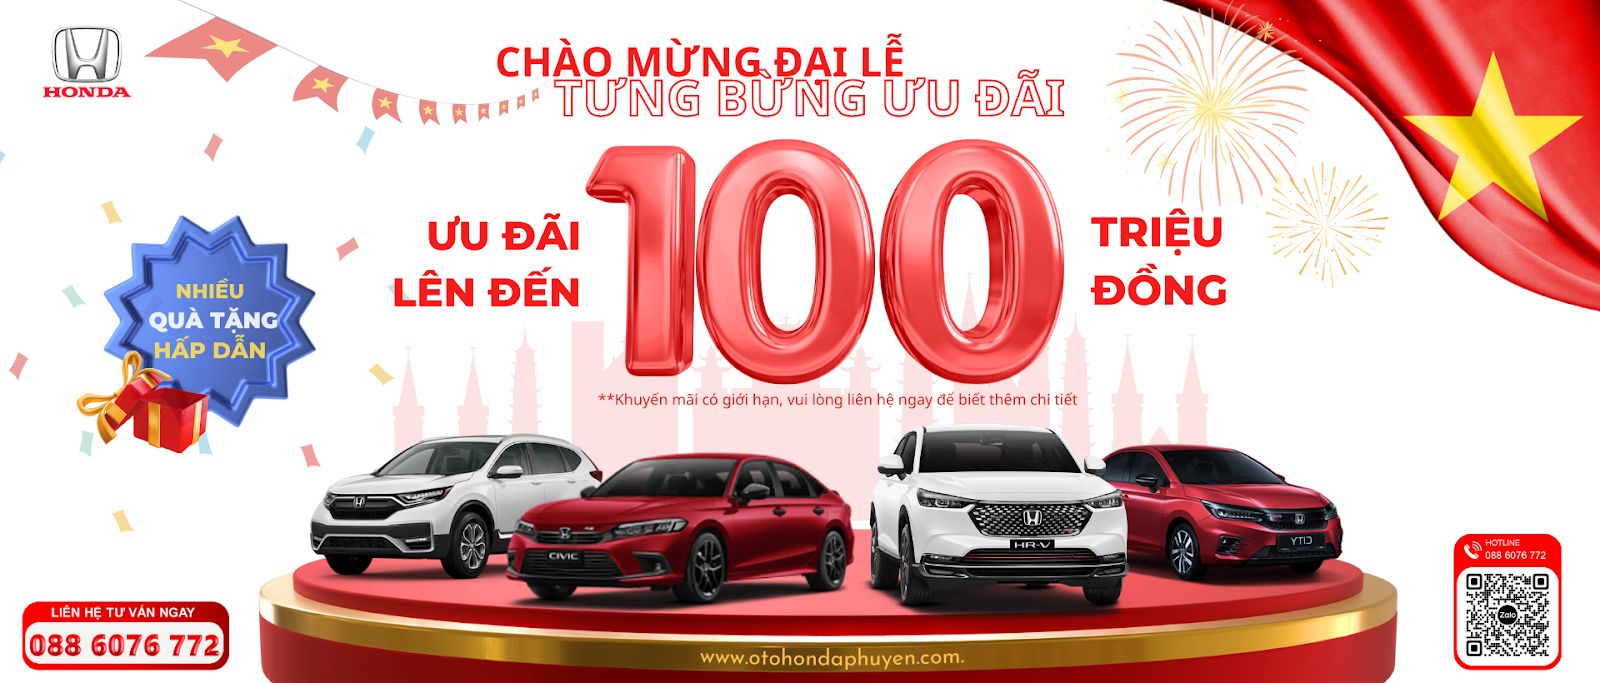 HONDA
CHÀO MỪNG ĐẠI LỄ
TƯNG BỪNG ƯU ĐÃI
ƯU ĐÃI
LÊN ĐẾN
100
TRIỆU
ĐỒNG
NHIỀU
QUÀ TẶNG
HẤP DẪN
**Khuyến mãi có giới hạn, vui lòng liên hệ ngay để biết thêm chi tiết
CIVIC
HR-V
YTIC
LIÊN HỆ TƯ VẤN NGAY
088 6076 772
www.otohondaphuyen.com.
HOTLINE
088 6076 772
Zalo